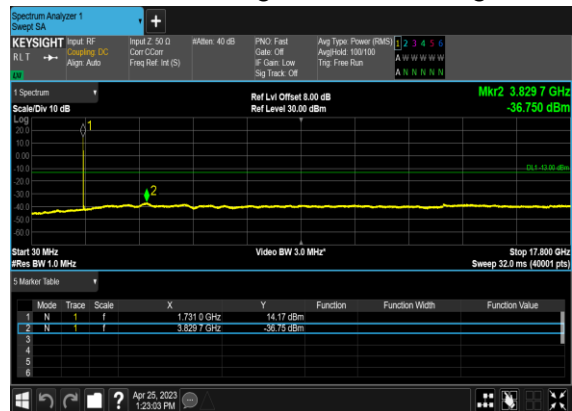 Spectrum Analyzer 1
Swept SA
KEYSIGHT Input: RF Input Z: 50 Ω #Atten: 40 dB PNO: Fast Avg Type: Power (RMS) 1 2 3 4 5 6
RLT Coupling: DC Corr CCorr Gate: Off Avg|Hold: 100/100 A W W W W W
Align: Auto Freq Ref: Int (S) IF Gain: Low Trig: Free Run
LW Sig Track: Off A N N N N N
1 Spectrum Ref Lvl Offset 8.00 dB Mkr2 3.829 7 GHz
Scale/Div 10 dB Ref Level 30.00 dBm -36.750 dBm
Log
20.0
10.0
0.00
-10.0
-20.0
-30.0
-40.0
-50.0
-60.0
1
DL1 -13.00 dBm
2
Start 30 MHz Video BW 3.0 MHz* Stop 17.800 GHz
#Res BW 1.0 MHz Sweep 32.0 ms (40001 pts)
5 Marker Table
Mode Trace Scale X Y Function Function Width Function Value
1 N 1 f 1.731 0 GHz 14.17 dBm
2 N 1 f 3.829 7 GHz -36.75 dBm
3
4
5
6
? Apr 25, 2023
1:23:03 PM